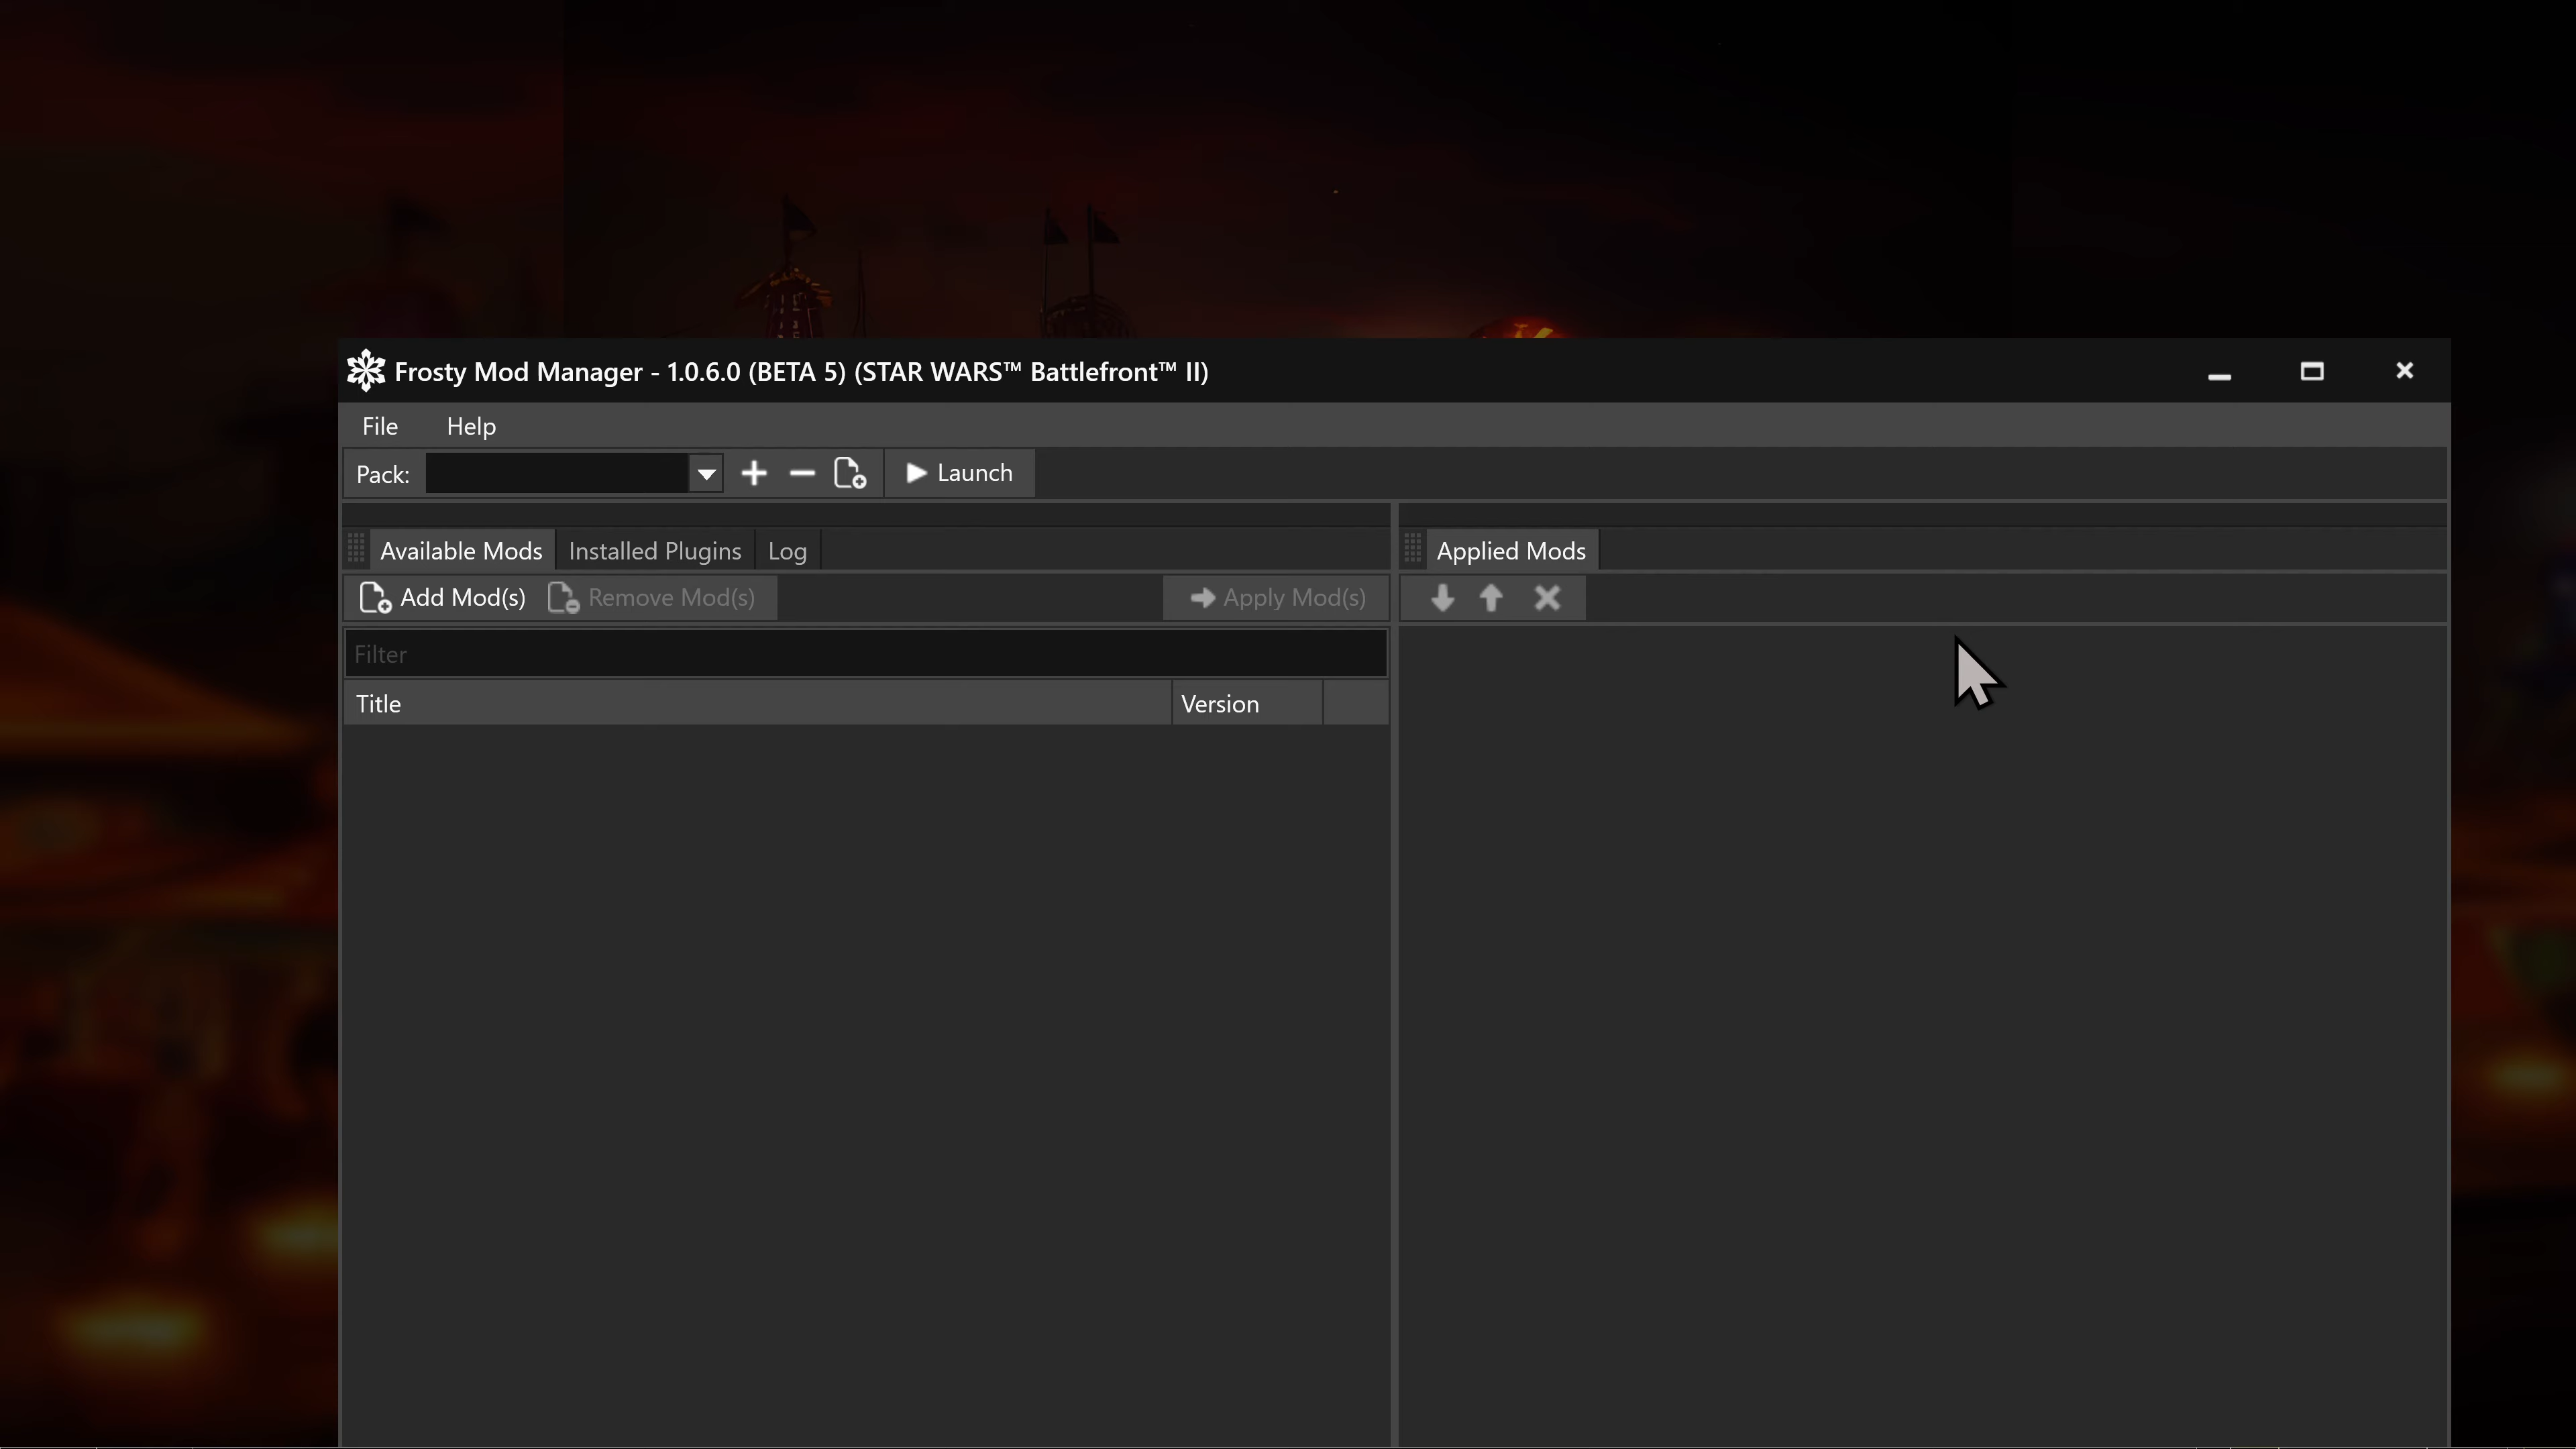 Frosty Mod Manager - 1.0.6.0 (BETA 5) (STAR WARS™ Battlefront™ II)
File Help
Pack: Launch
Available Mods Installed Plugins Log Applied Mods
Add Mod(s) Remove Mod(s) Apply Mod(s)
Filter
Title Version